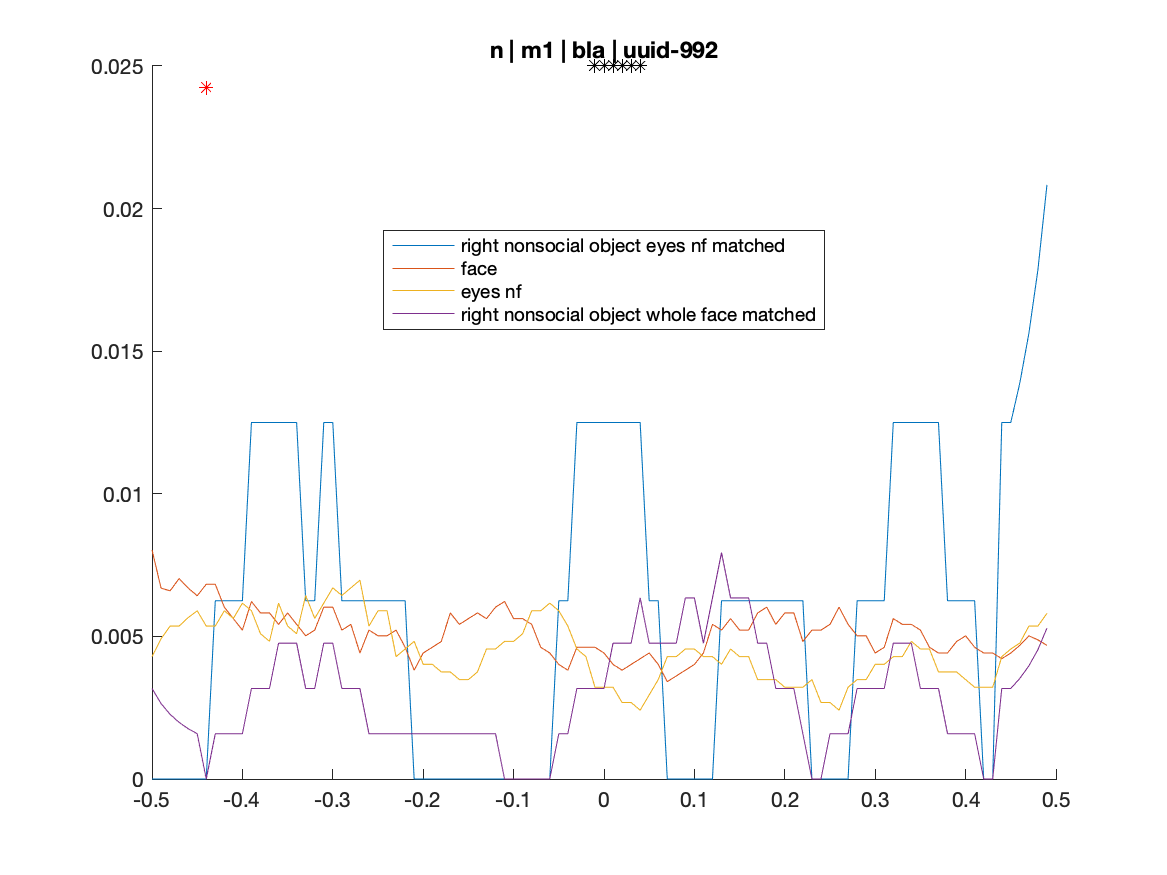 n | m1 | bla | uuid-992
0.025
0.02
0.015
0.01
0.005
0
right nonsocial object eyes nf matched
face
eyes nf
right nonsocial object whole face matched
-0.5 -0.4 -0.3 -0.2 -0.1 0 0.1 0.2 0.3 0.4 0.5